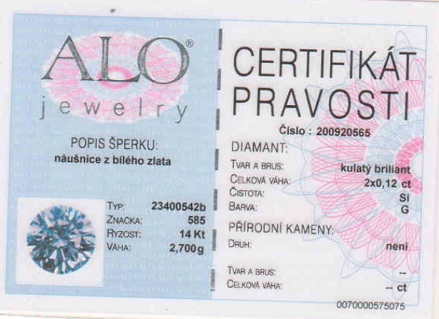 ALO®
jewelry
POPIS ŠPERKU:
náušnice z bílého zlata
TYP: 23400542b
ZNAČKA: 585
RYZOST: 14 Kt
VÁHA: 2,700g
CERTIFIKÁT
PRAVOSTI
Číslo : 200920565
DIAMANT:
TVAR A BRUS: kulatý briliant
CELKOVÁ VÁHA: 2x0,12 ct
ČISTOTA: SI
BARVA: G
PŘÍRODNÍ KAMENY:
DRUH: není
TVAR A BRUS: --
CELKOVÁ VÁHA: -- ct
0070000575075